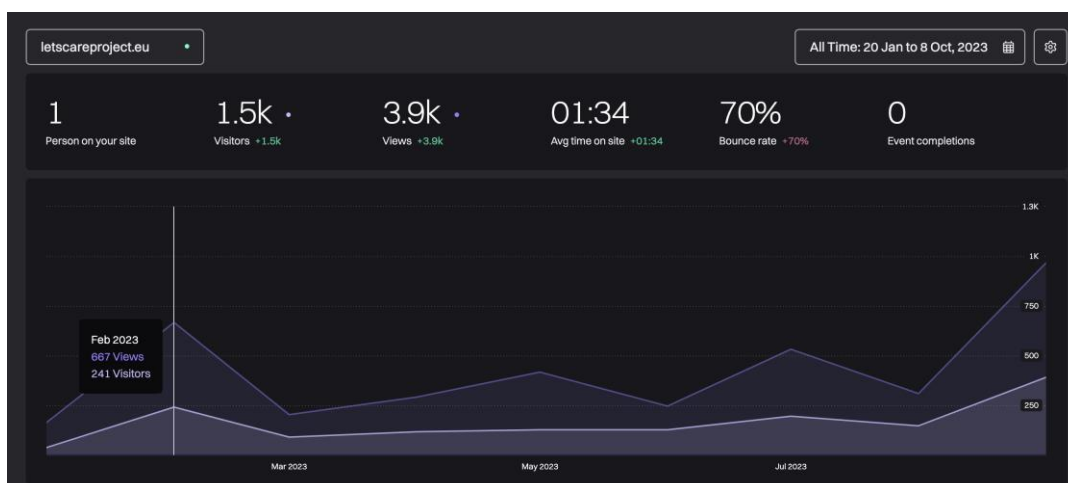 letscareproject.eu
All Time: 20 Jan to 8 Oct, 2023
1
Person on your site
1.5k
Visitors +1.5k
3.9k
Views +3.9k
01:34
Avg time on site +01:34
70%
Bounce rate +70%
0
Event completions
1.3K
1K
750
500
250
Feb 2023
667 Views
241 Visitors
Mar 2023
May 2023
Jul 2023